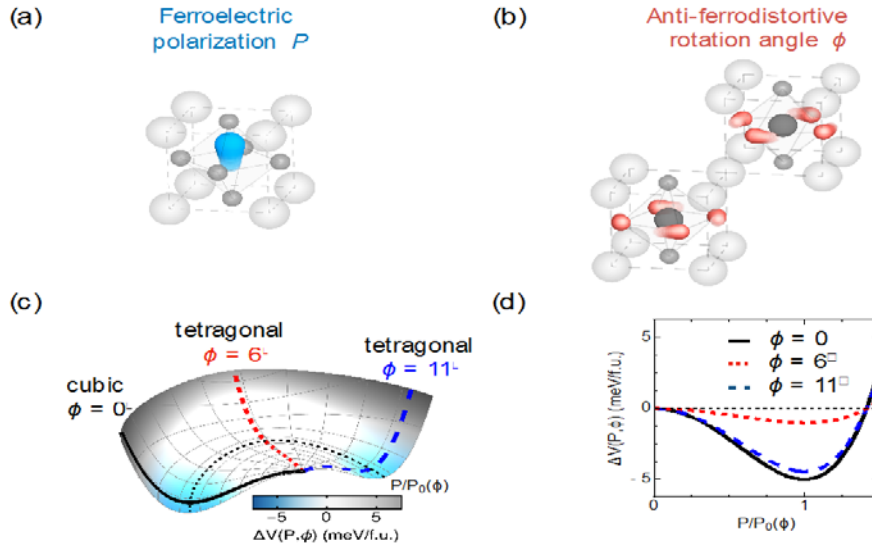 (a)
Ferroelectric
polarization P
(b)
Anti-ferrodistortive
rotation angle ϕ
(c)
tetragonal
ϕ = 6
tetragonal
ϕ = 11
cubic
ϕ = 0
P/P₀(ϕ)
−5 0 5
ΔV(P,ϕ) (meV/f.u.)
(d)
ϕ = 0
ϕ = 6□
ϕ = 11□
5
0
-5
ΔV(P,ϕ) (meV/f.u.)
0 1
P/P₀(ϕ)